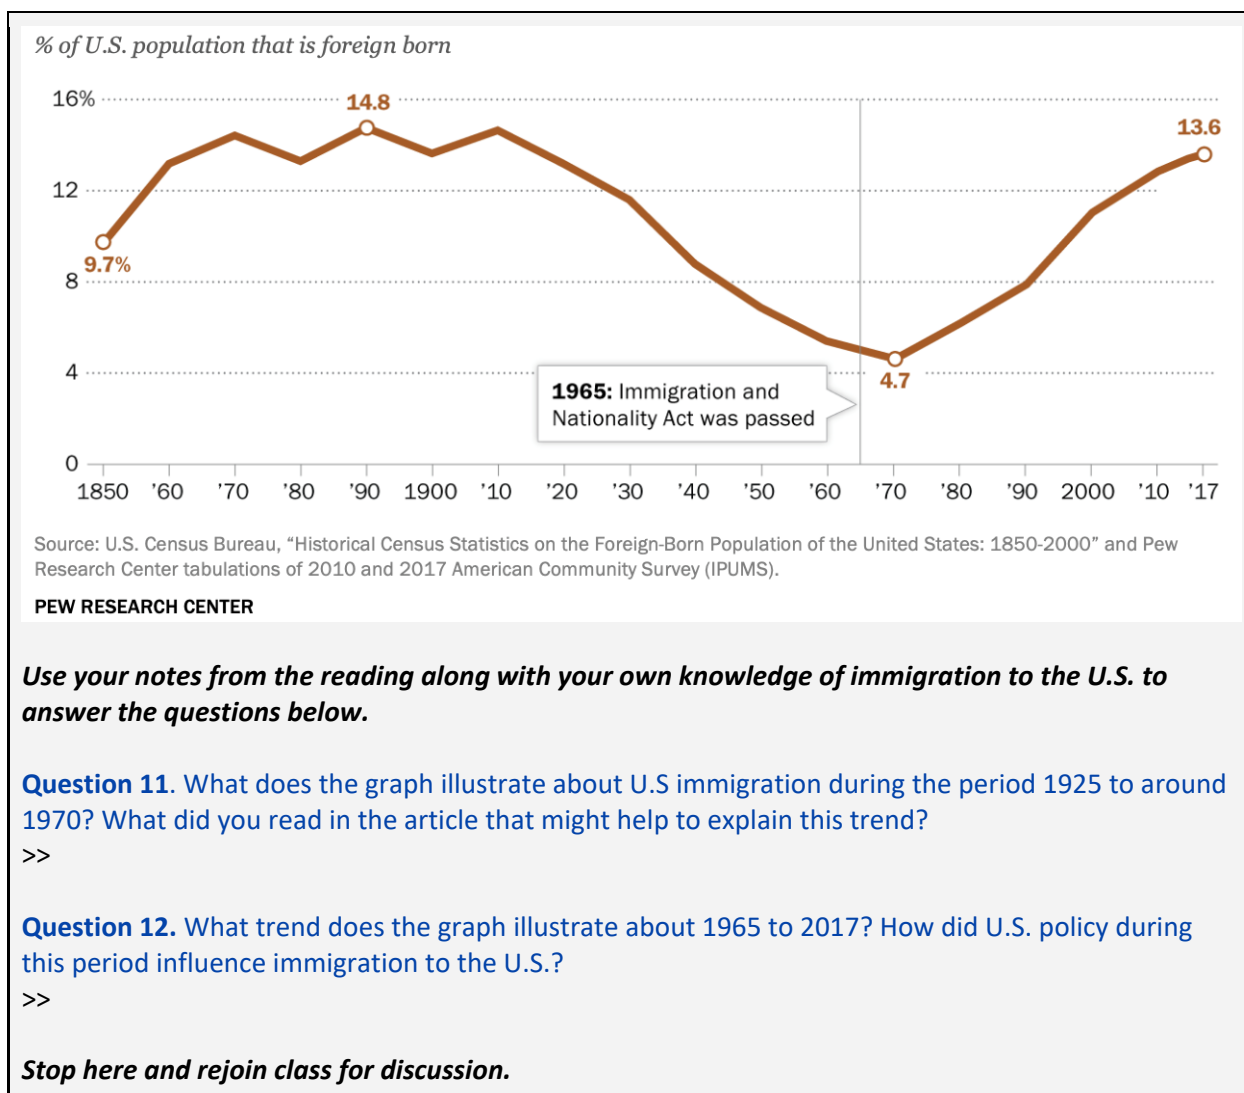 % of U.S. population that is foreign born
16%
14.8
13.6
12
9.7%
8
4
4.7
1965: Immigration and
Nationality Act was passed
0
1850 '60 '70 '80 '90 1900 '10 '20 '30 '40 '50 '60 '70 '80 '90 2000 '10 '17
Source: U.S. Census Bureau, “Historical Census Statistics on the Foreign-Born Population of the United States: 1850-2000” and Pew
Research Center tabulations of 2010 and 2017 American Community Survey (IPUMS).
PEW RESEARCH CENTER
Use your notes from the reading along with your own knowledge of immigration to the U.S. to
answer the questions below.
Question 11. What does the graph illustrate about U.S immigration during the period 1925 to around
1970? What did you read in the article that might help to explain this trend?
>>
Question 12. What trend does the graph illustrate about 1965 to 2017? How did U.S. policy during
this period influence immigration to the U.S.?
>>
Stop here and rejoin class for discussion.